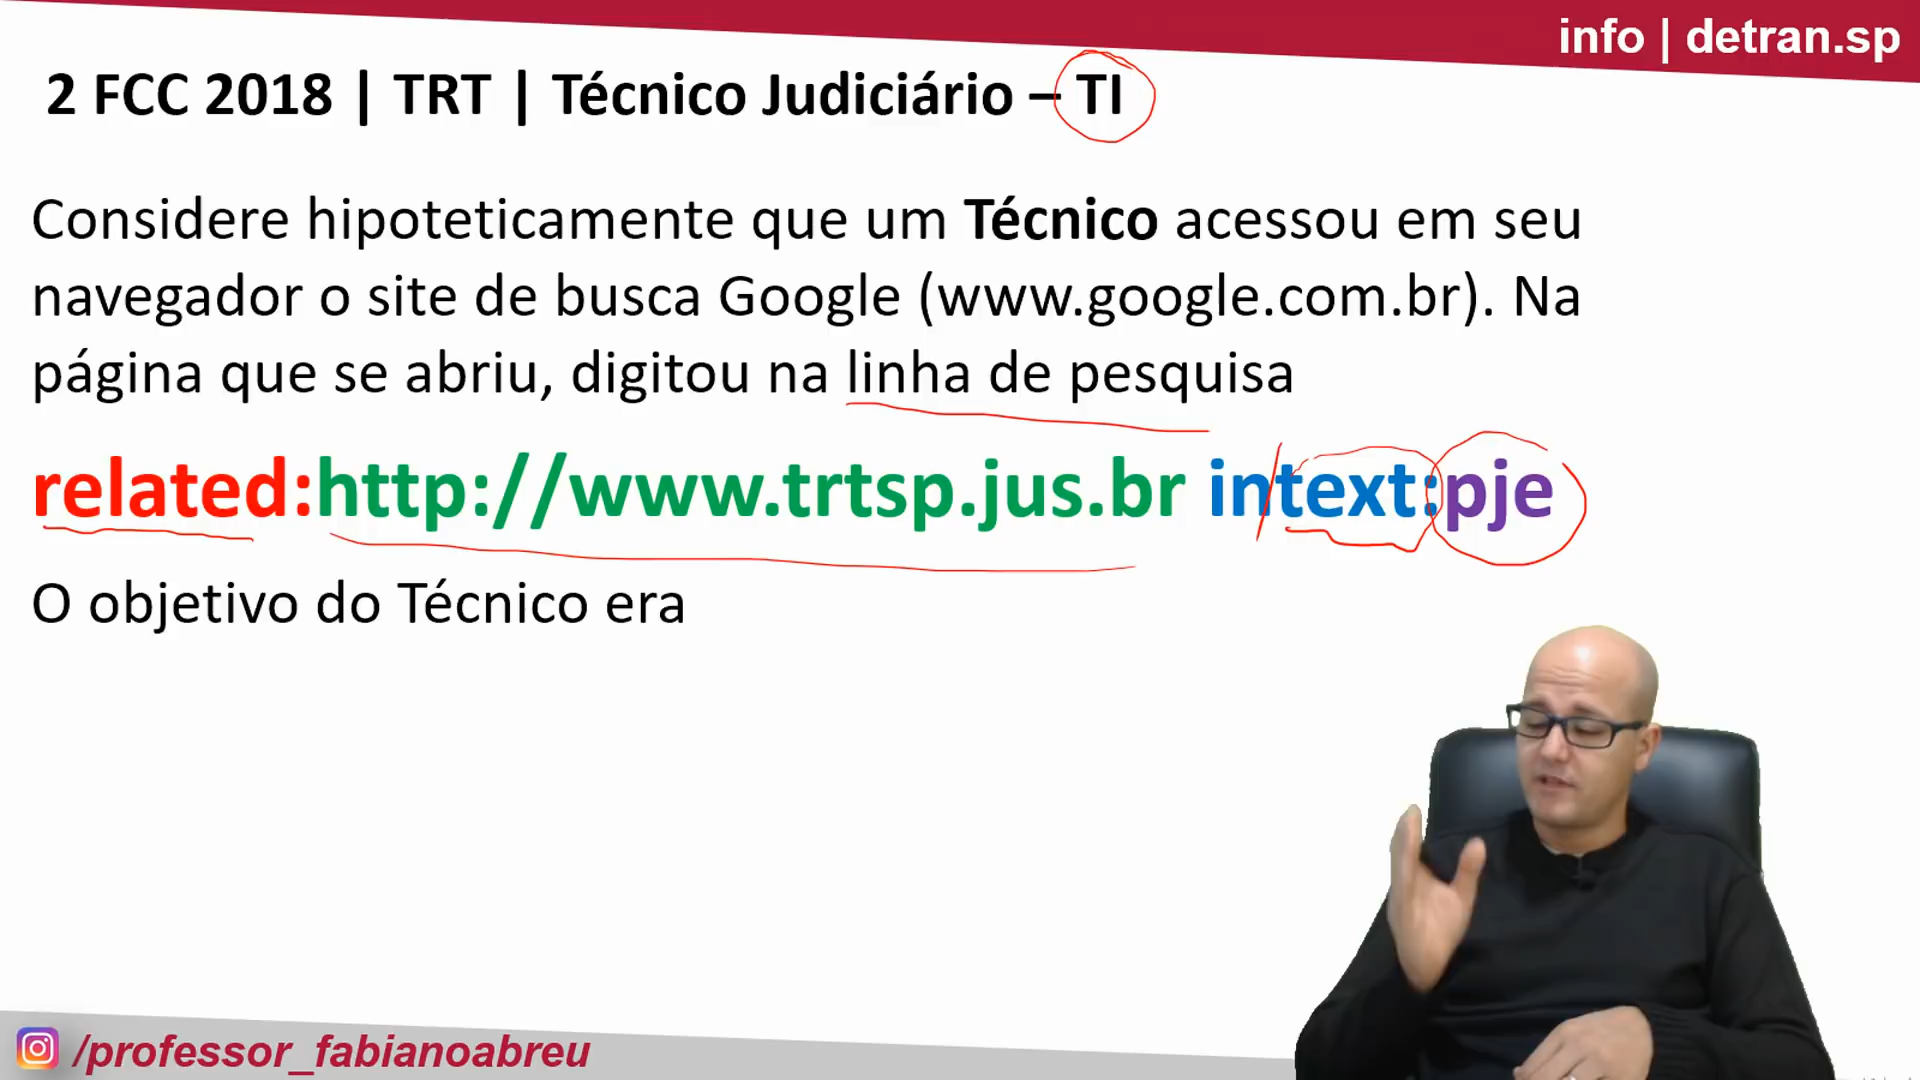 info | detran.sp
2 FCC 2018 | TRT | Técnico Judiciário – TI
Considere hipoteticamente que um Técnico acessou em seu
navegador o site de busca Google (www.google.com.br). Na
página que se abriu, digitou na linha de pesquisa
related:http://www.trtsp.jus.br intext:pje
O objetivo do Técnico era
/professor_fabianoabreu